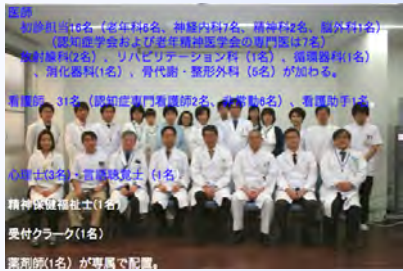 医師
初診担当16名（老年科6名、神経内科7名、精神科2名、脳外科1名）
（認知症学会および老年精神医学会の専門医は7名）
放射線科(2名）、リハビリテーション科（1名）、循環器科(1名)
、消化器科(1名）、骨代謝・整形外科（5名）が加わる。
看護師　31名（認知症専門看護師2名、非常勤6名）、看護助手1名
心理士(3名)・言語聴覚士（1名）
精神保健福祉士(1名)
受付クラーク(1名)
薬剤師(1名）が専属で配置。